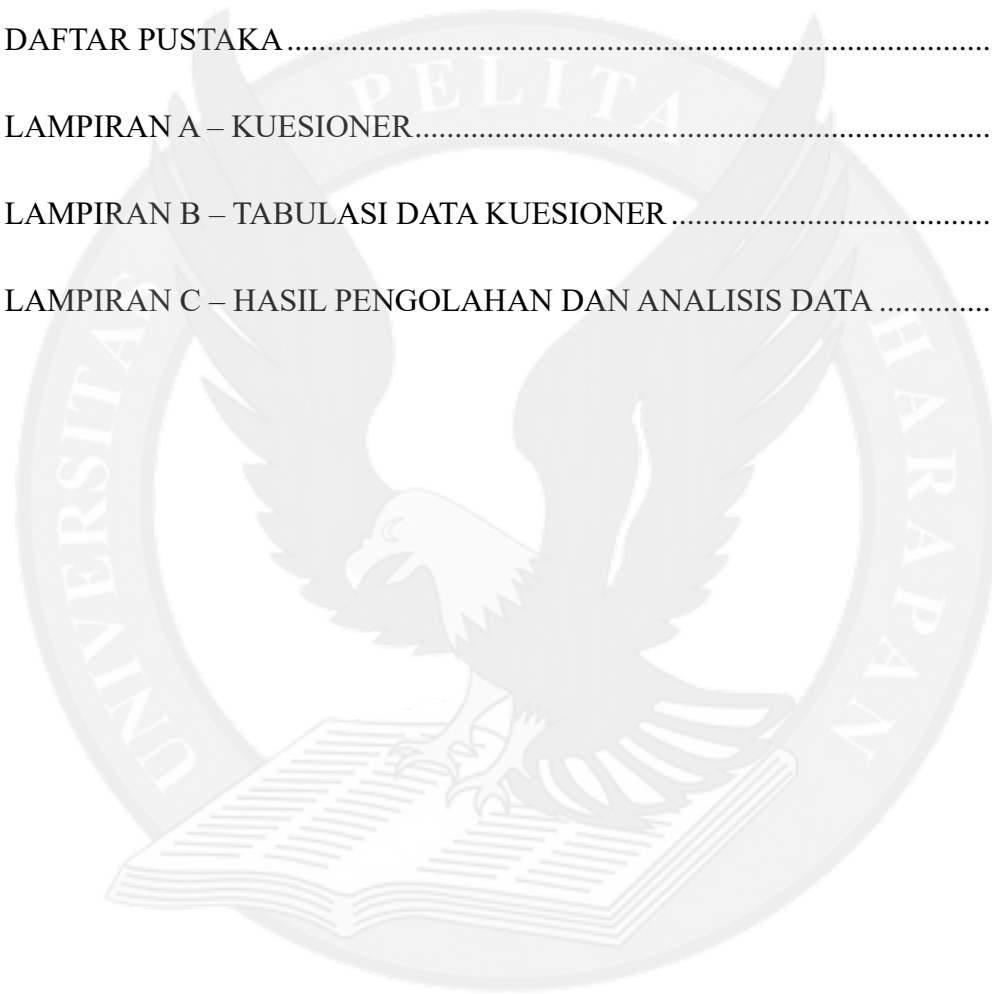 DAFTAR PUSTAKA..........................................................................................
LAMPIRAN A – KUESIONER.........................................................................
LAMPIRAN B – TABULASI DATA KUESIONER........................................
LAMPIRAN C – HASIL PENGOLAHAN DAN ANALISIS DATA..............
UNIVERSITAS PELITA HARAPAN